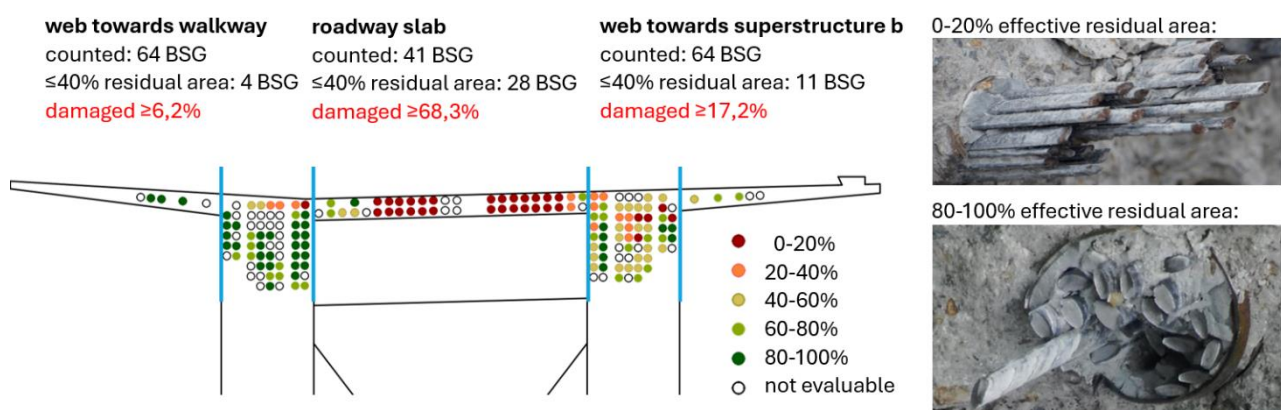 web towards walkway
counted: 64 BSG
≤40% residual area: 4 BSG
damaged ≥6,2%
roadway slab
counted: 41 BSG
≤40% residual area: 28 BSG
damaged ≥68,3%
web towards superstructure b
counted: 64 BSG
≤40% residual area: 11 BSG
damaged ≥17,2%
0-20% effective residual area:
80-100% effective residual area:
0-20%
20-40%
40-60%
60-80%
80-100%
not evaluable